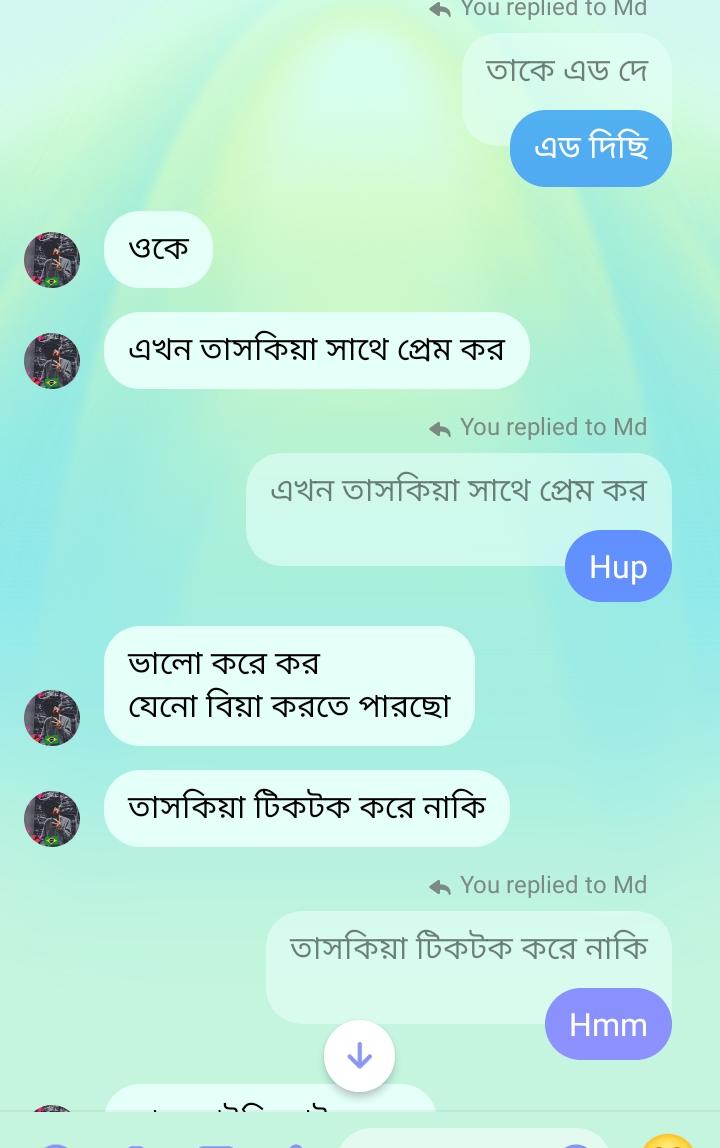 You replied to Md
তাকে এড দে
এড দিছি
ওকে
এখন তাসকিয়া সাথে প্রেম কর
You replied to Md
এখন তাসকিয়া সাথে প্রেম কর
Hup
ভালো করে কর
যেনো বিয়া করতে পারছো
তাসকিয়া টিকটক করে নাকি
You replied to Md
তাসকিয়া টিকটক করে নাকি
Hmm